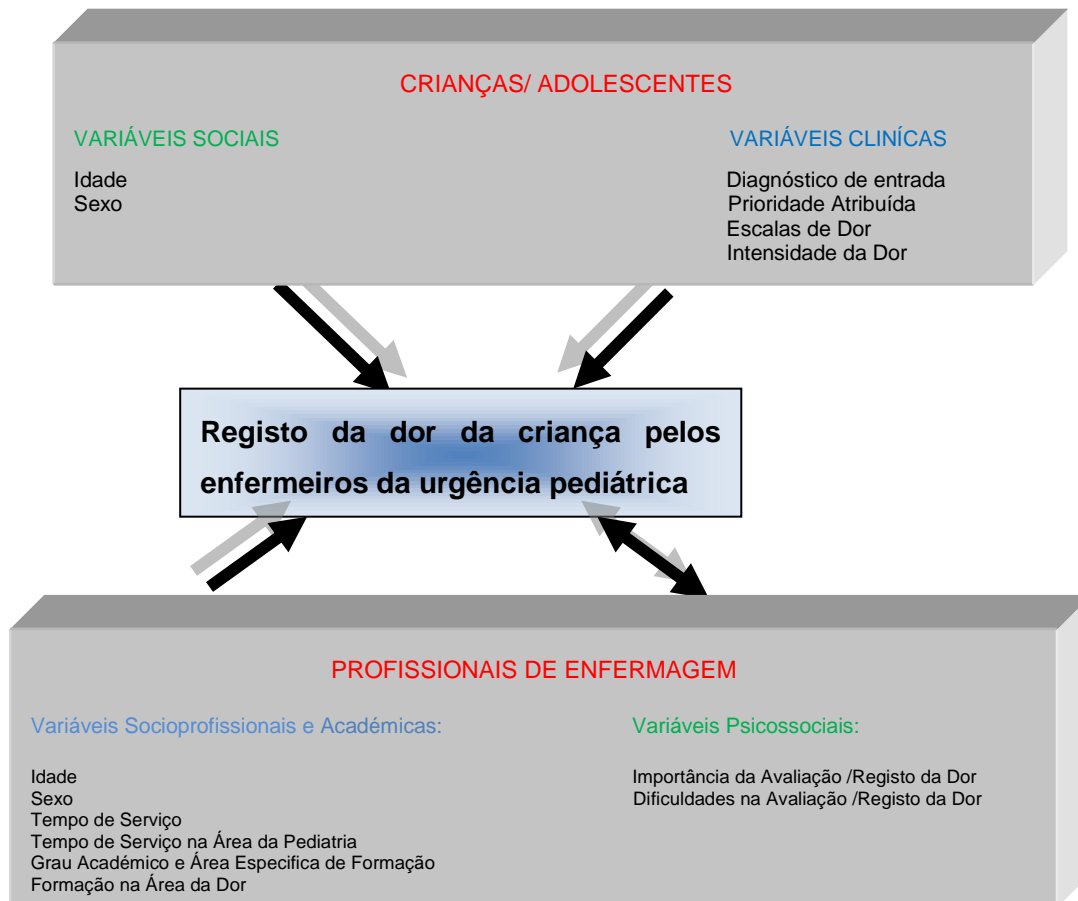 CRIANÇAS/ ADOLESCENTES
VARIÁVEIS SOCIAIS
Idade
Sexo
VARIÁVEIS CLINÍCAS
Diagnóstico de entrada
Prioridade Atribuída
Escalas de Dor
Intensidade da Dor
Registo da dor da criança pelos
enfermeiros da urgência pediátrica
PROFISSIONAIS DE ENFERMAGEM
Variáveis Socioprofissionais e Académicas:
Idade
Sexo
Tempo de Serviço
Tempo de Serviço na Área da Pediatria
Grau Académico e Área Especifica de Formação
Formação na Área da Dor
Variáveis Psicossociais:
Importância da Avaliação /Registo da Dor
Dificuldades na Avaliação /Registo da Dor